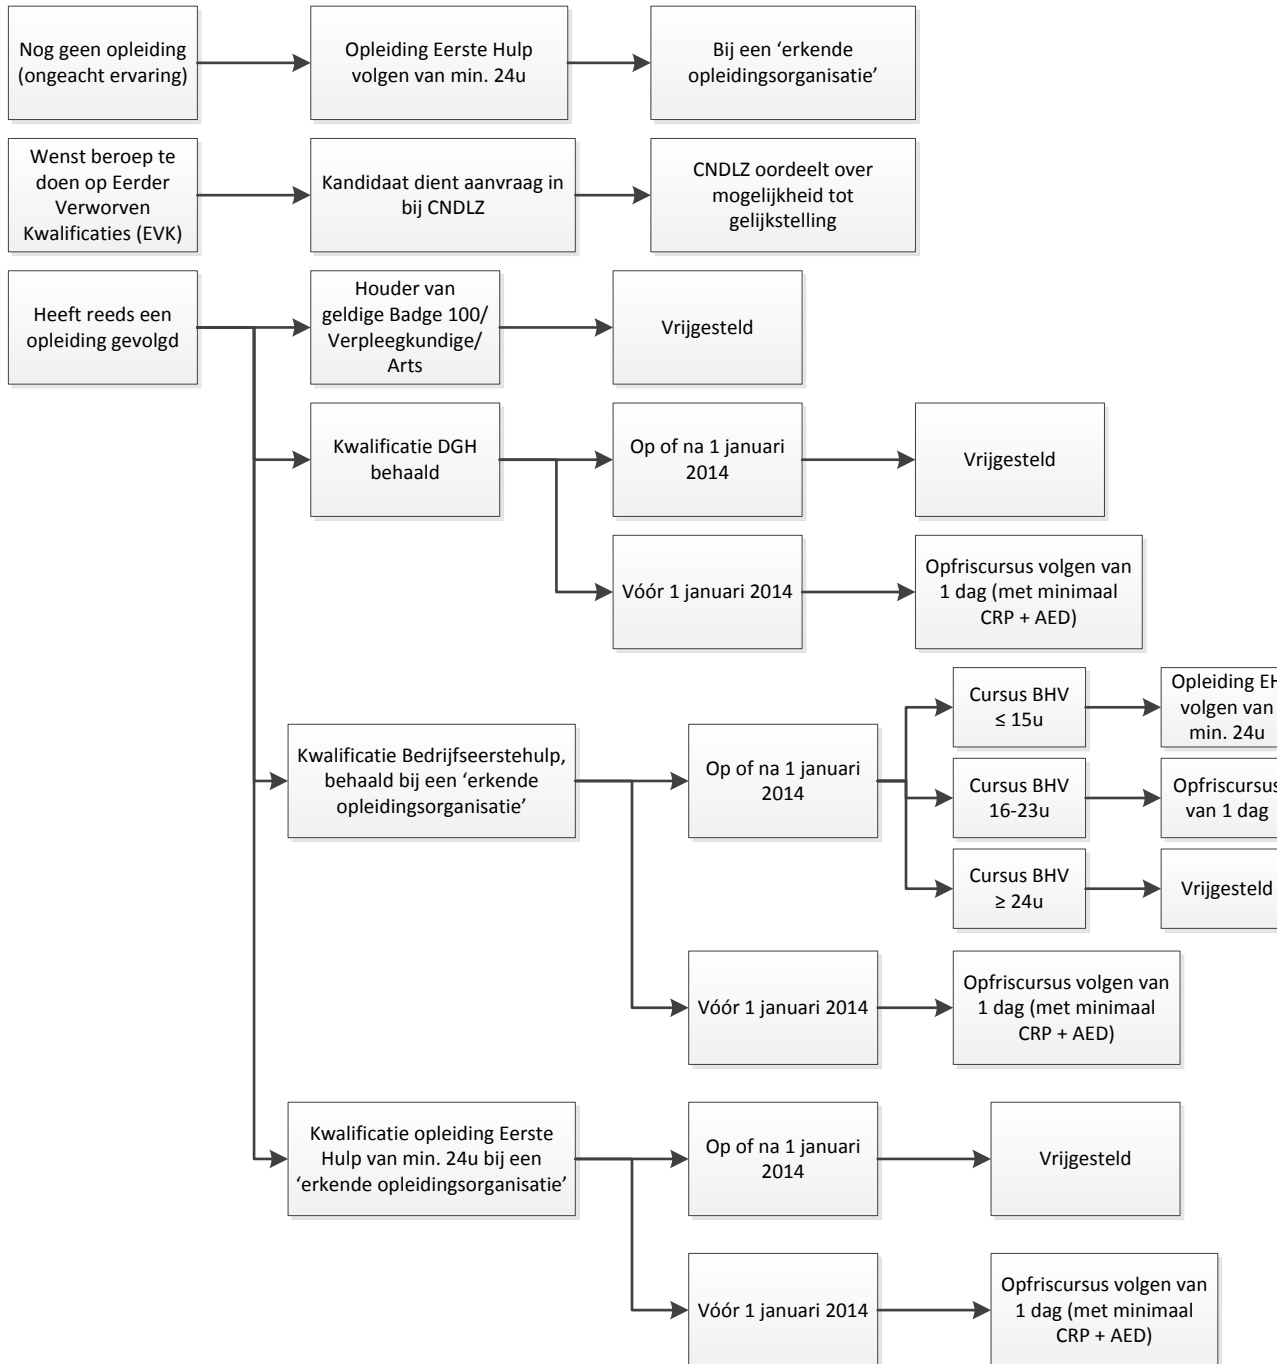 Nog geen opleiding
(ongeacht ervaring)
Opleiding Eerste Hulp
volgen van min. 24u
Bij een ‘erkende
opleidingsorganisatie’
Wenst beroep te
doen op Eerder
Verworven
Kwalificaties (EVK)
Kandidaat dient aanvraag in
bij CNDLZ
CNDLZ oordeelt over
mogelijkheid tot
gelijkstelling
Heeft reeds een
opleiding gevolgd
Houder van
geldige Badge 100/
Verpleegkundige/
Arts
Vrijgesteld
Kwalificatie DGH
behaald
Op of na 1 januari
2014
Vrijgesteld
Vóór 1 januari 2014
Opfriscursus volgen van
1 dag (met minimaal
CRP + AED)
Kwalificatie Bedrijfseerstehulp,
behaald bij een ‘erkende
opleidingsorganisatie’
Op of na 1 januari
2014
Cursus BHV
≤ 15u
Opleiding EH
volgen van
min. 24u
Cursus BHV
16-23u
Opfriscursus
van 1 dag
Cursus BHV
≥ 24u
Vrijgesteld
Vóór 1 januari 2014
Opfriscursus volgen van
1 dag (met minimaal
CRP + AED)
Kwalificatie opleiding Eerste
Hulp van min. 24u bij een
‘erkende opleidingsorganisatie’
Op of na 1 januari
2014
Vrijgesteld
Vóór 1 januari 2014
Opfriscursus volgen van
1 dag (met minimaal
CRP + AED)